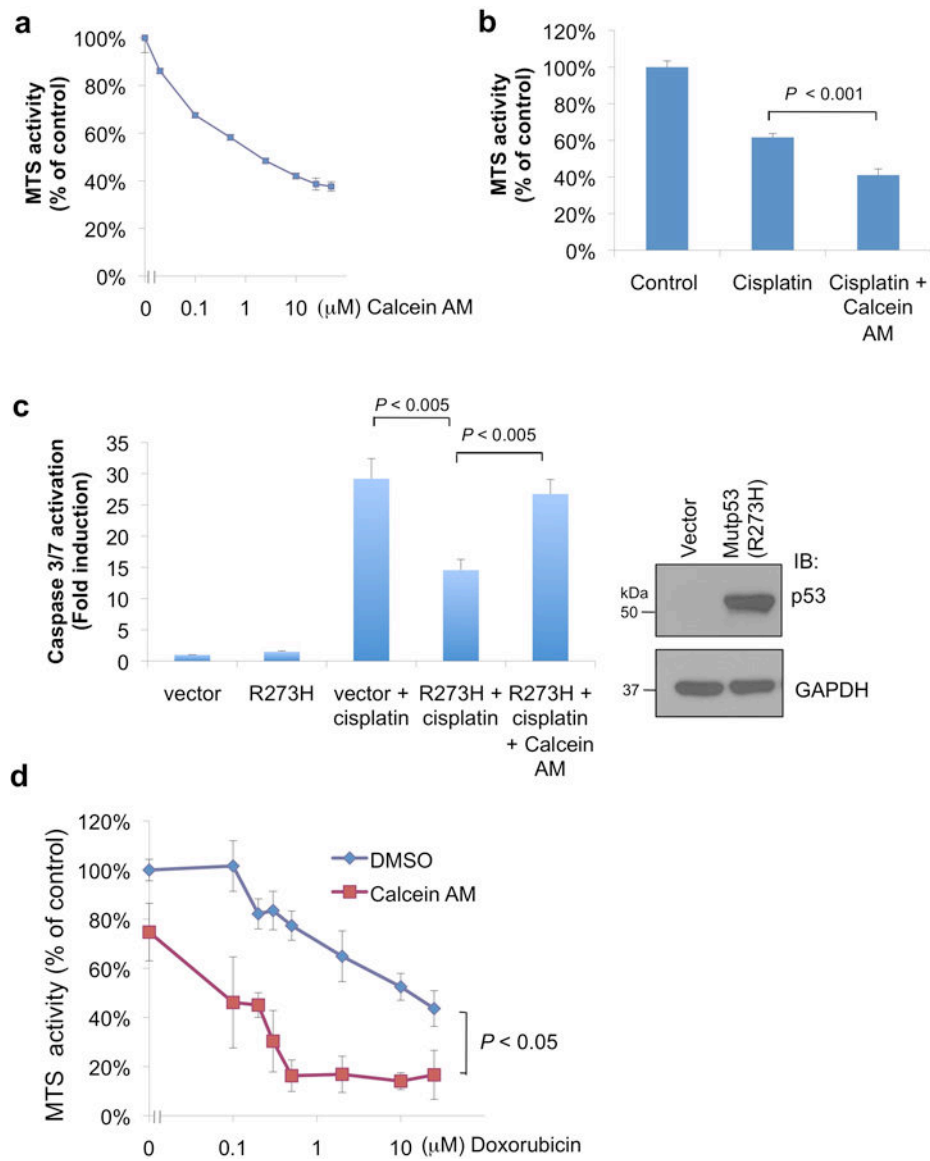 a
MTS activity
(% of control)
100%
80%
60%
40%
20%
0%
0 0.1 1 10 (μM) Calcein AM
b
MTS activity
(% of control)
120%
100%
80%
60%
40%
20%
0%
P < 0.001
Control Cisplatin Cisplatin +
Calcein
AM
c
Caspase 3/7 activation
(Fold induction)
35
30
25
20
15
10
5
0
P < 0.005
P < 0.005
vector R273H vector + R273H + R273H +
cisplatin cisplatin cisplatin
+ Calcein
AM
Vector
Mutp53
(R273H)
IB:
kDa
50
p53
37
GAPDH
d
MTS activity (% of control)
120%
100%
80%
60%
40%
20%
0%
DMSO
Calcein AM
P < 0.05
0 0.1 1 10 (μM) Doxorubicin